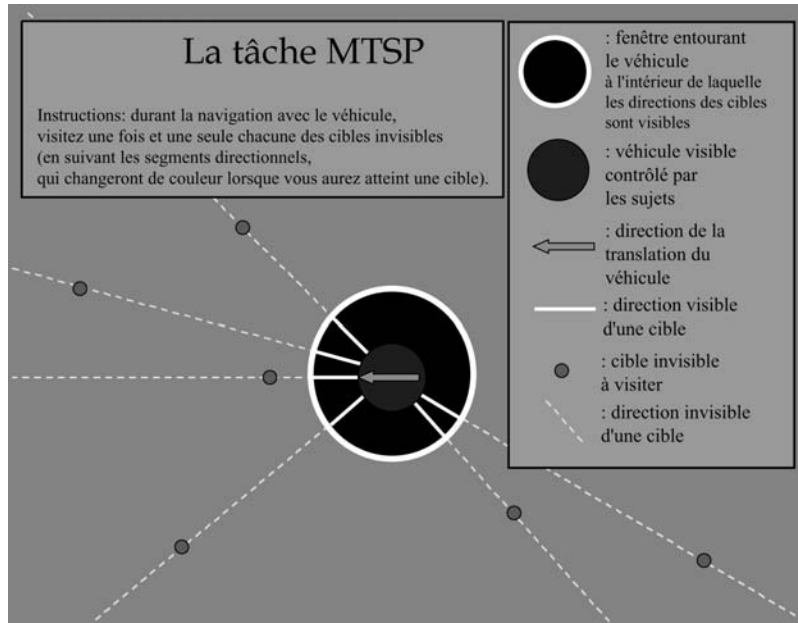 La tâche MTSP
Instructions: durant la navigation avec le véhicule,
visitez une fois et une seule chacune des cibles invisibles
(en suivant les segments directionnels,
qui changeront de couleur lorsque vous aurez atteint une cible).
: fenêtre entourant
le véhicule
à l'intérieur de laquelle
les directions des cibles
sont visibles
: véhicule visible
contrôlé par
les sujets
: direction de la
translation du
véhicule
: direction visible
d'une cible
: cible invisible
à visiter
: direction invisible
d'une cible